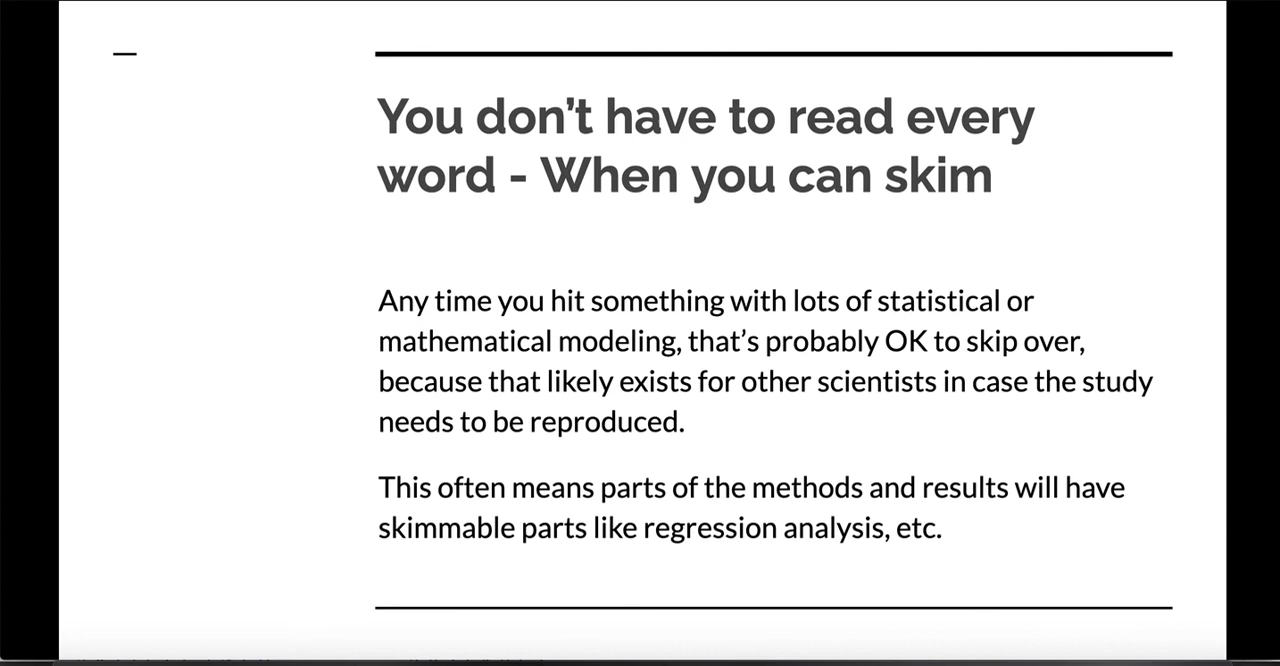 You don’t have to read every
word - When you can skim
Any time you hit something with lots of statistical or
mathematical modeling, that’s probably OK to skip over,
because that likely exists for other scientists in case the study
needs to be reproduced.
This often means parts of the methods and results will have
skimmable parts like regression analysis, etc.